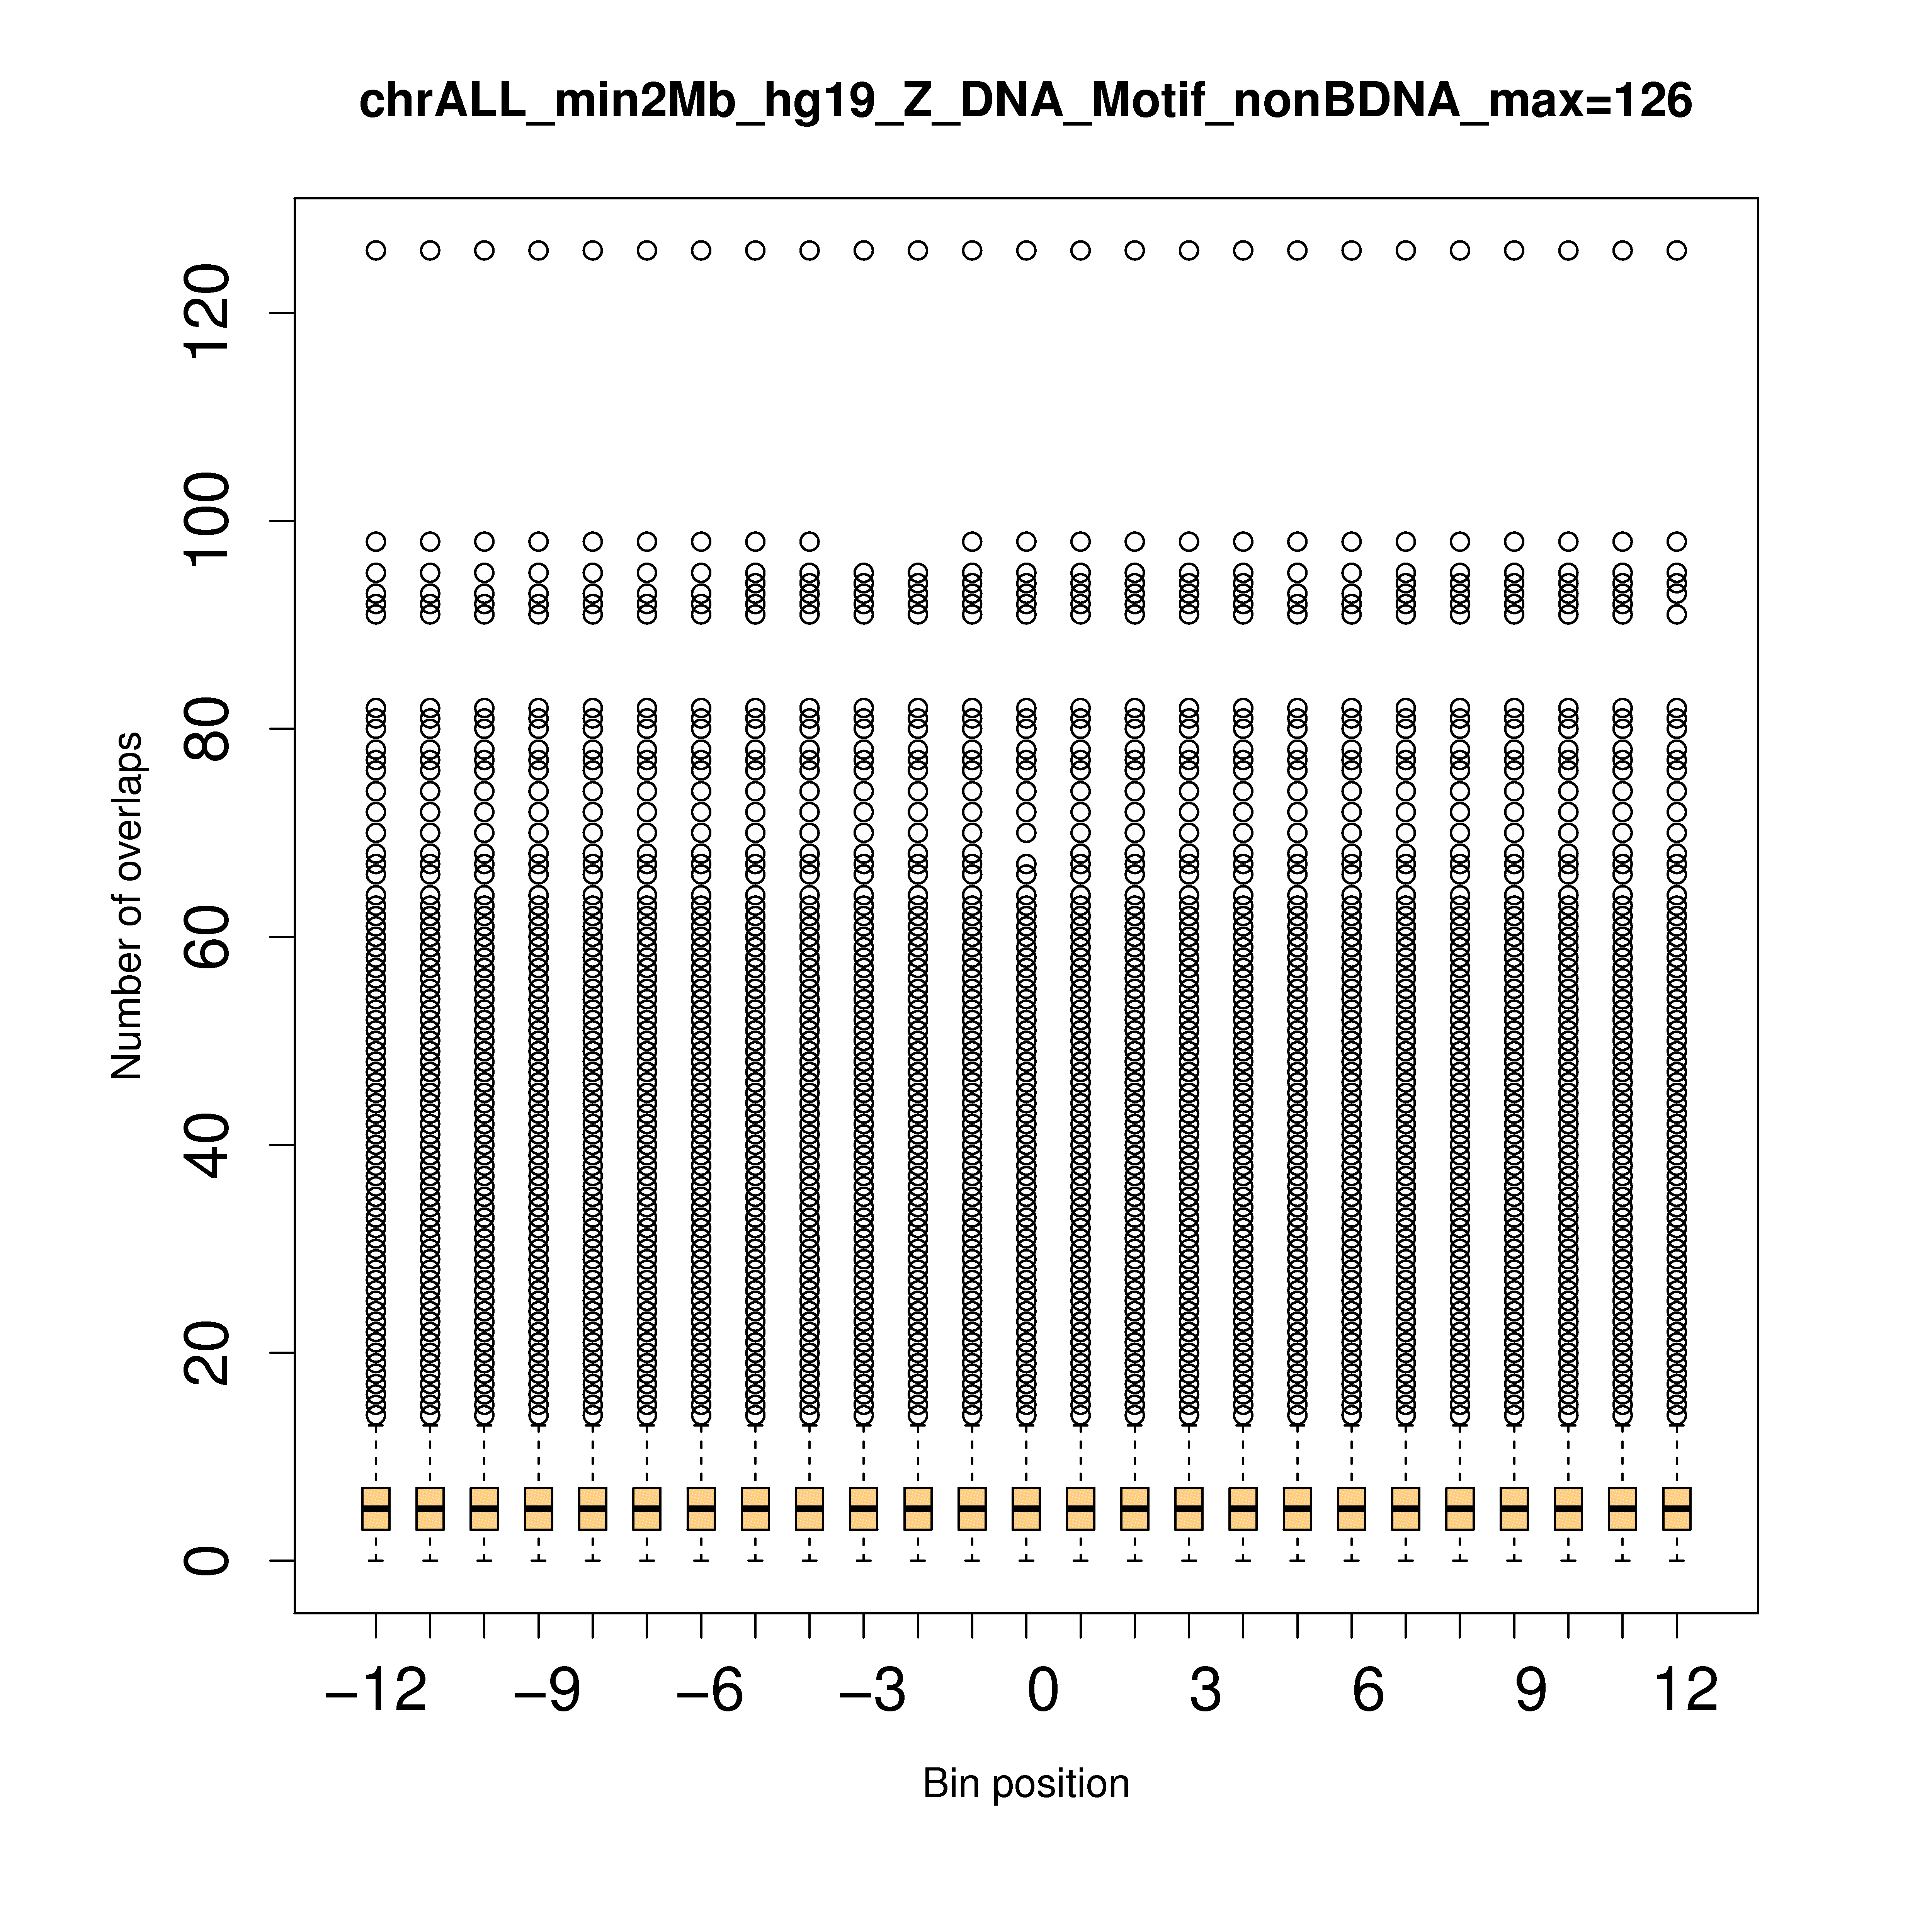 chrALL_min2Mb_hg19_Z_DNA_Motif_nonBDNA_max=126
Number of overlaps
120
100
80
60
40
20
0
−12 −9 −6 −3 0 3 6 9 12
Bin position